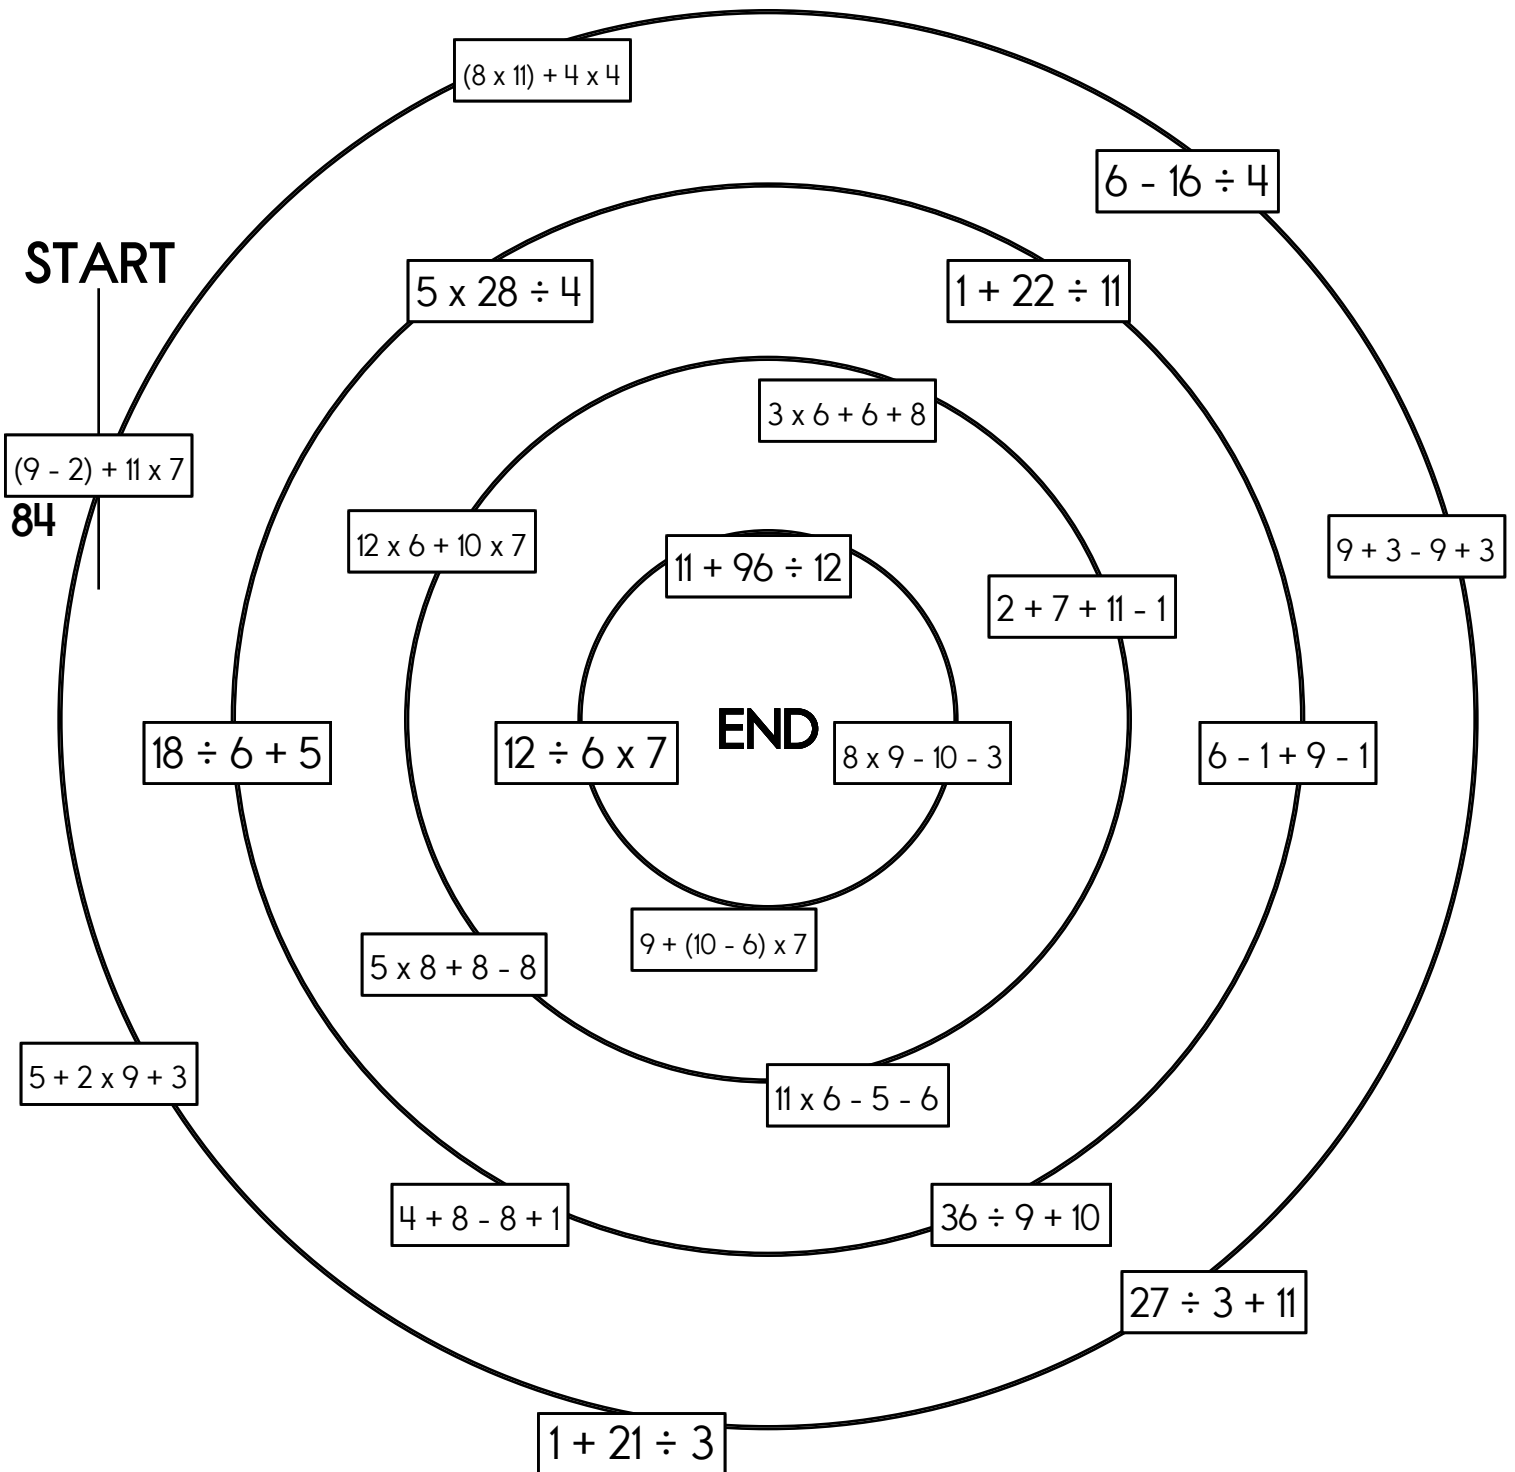 (8 x 11) + 4 x 4
6 - 16 ÷ 4
START
5 x 28 ÷ 4
1 + 22 ÷ 11
3 x 6 + 6 + 8
(9 - 2) + 11 x 7
84
12 x 6 + 10 x 7
9 + 3 - 9 + 3
11 + 96 ÷ 12
2 + 7 + 11 - 1
END
18 ÷ 6 + 5
12 ÷ 6 x 7
8 x 9 - 10 - 3
6 - 1 + 9 - 1
9 + (10 - 6) x 7
5 x 8 + 8 - 8
5 + 2 x 9 + 3
11 x 6 - 5 - 6
4 + 8 - 8 + 1
36 ÷ 9 + 10
27 ÷ 3 + 11
1 + 21 ÷ 3